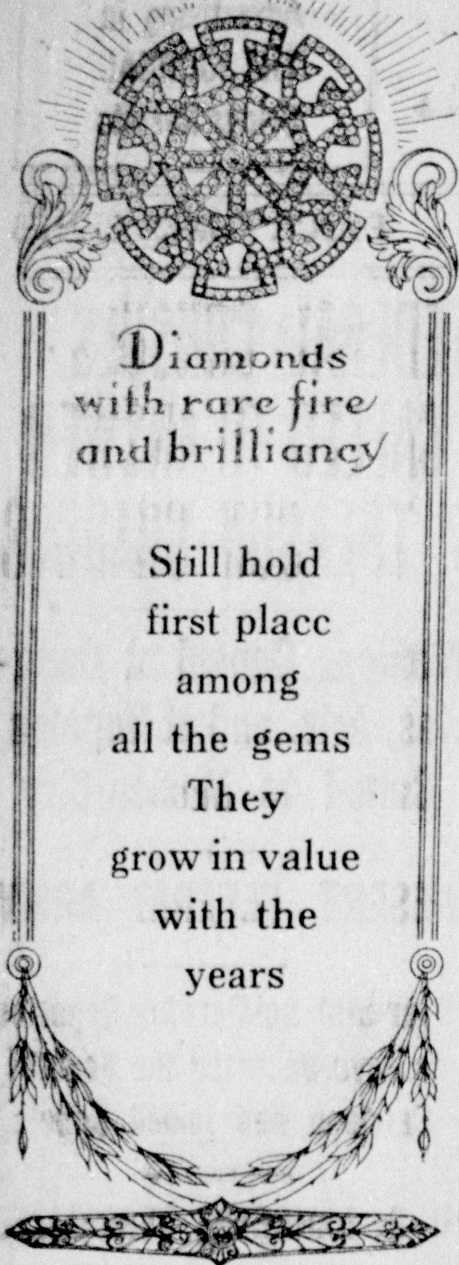 Diamonds
with rare fire
and brilliancy
Still hold
first place
among
all the gems
They
grow in value
with the
years